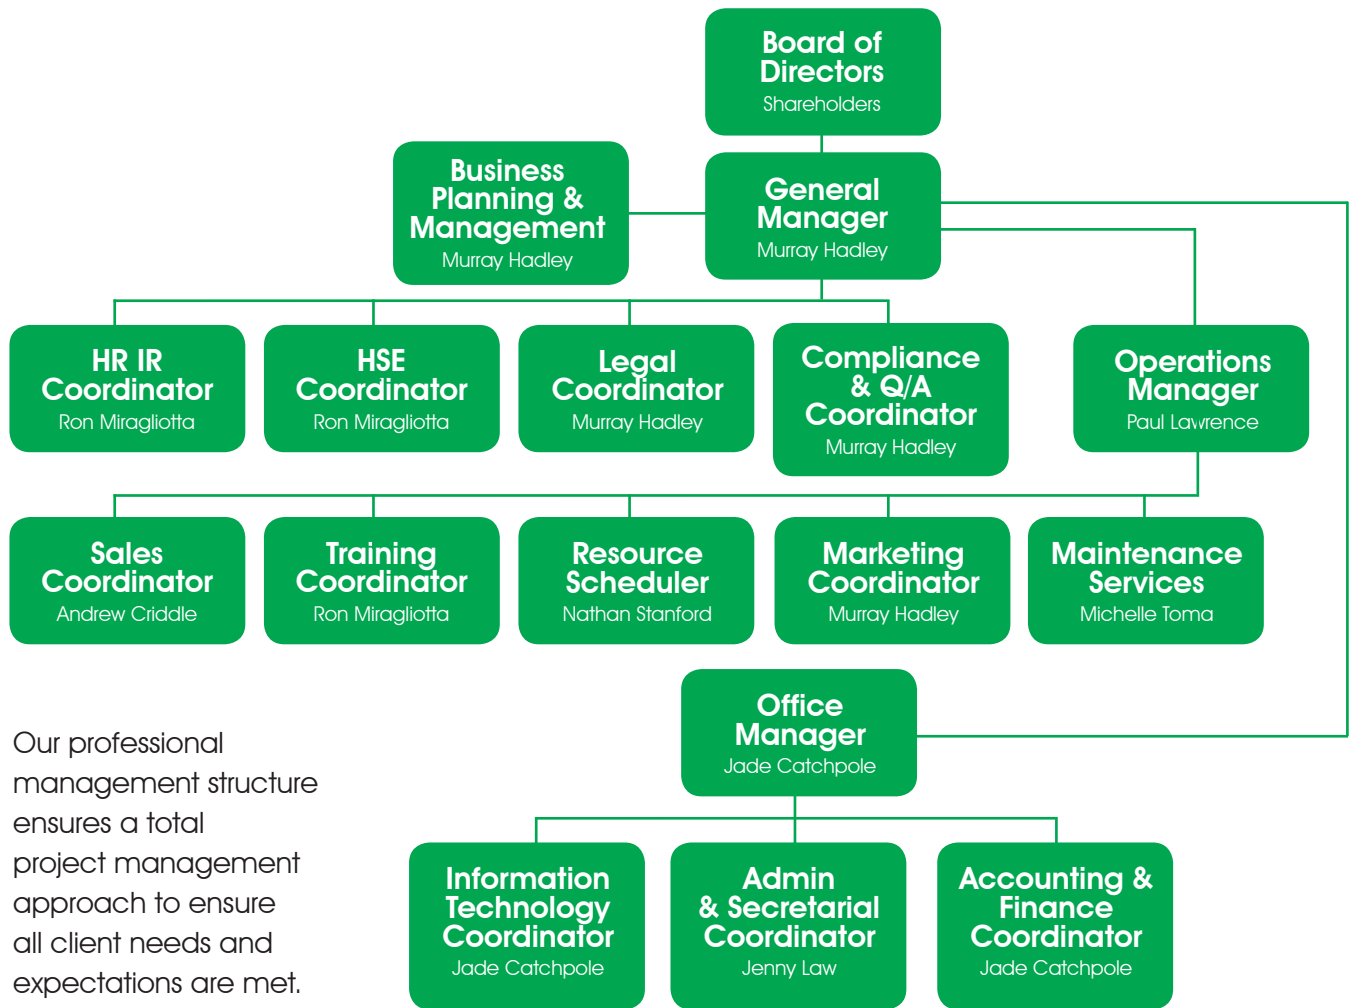 Board of
Directors
Shareholders
Business
Planning &
Management
Murray Hadley
General
Manager
Murray Hadley
HR IR
Coordinator
Ron Miragliotta
HSE
Coordinator
Ron Miragliotta
Legal
Coordinator
Murray Hadley
Compliance
& Q/A
Coordinator
Murray Hadley
Operations
Manager
Paul Lawrence
Sales
Coordinator
Andrew Criddle
Training
Coordinator
Ron Miragliotta
Resource
Scheduler
Nathan Stanford
Marketing
Coordinator
Murray Hadley
Maintenance
Services
Michelle Toma
Office
Manager
Jade Catchpole
Our professional
management structure
ensures a total
project management
approach to ensure
all client needs and
expectations are met.
Information
Technology
Coordinator
Jade Catchpole
Admin
& Secretarial
Coordinator
Jenny Law
Accounting &
Finance
Coordinator
Jade Catchpole